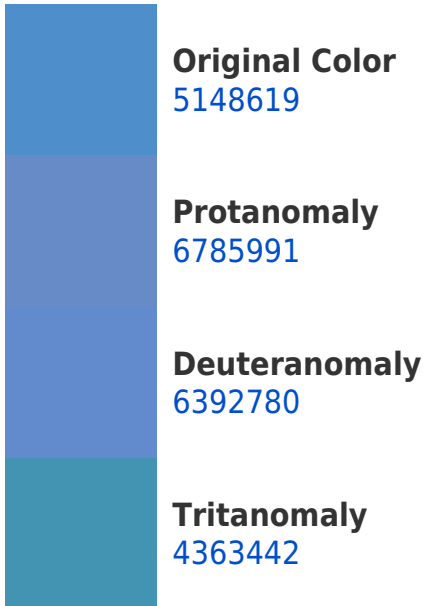 Original Color
5148619
Protanomaly
6785991
Deuteranomaly
6392780
Tritanomaly
4363442